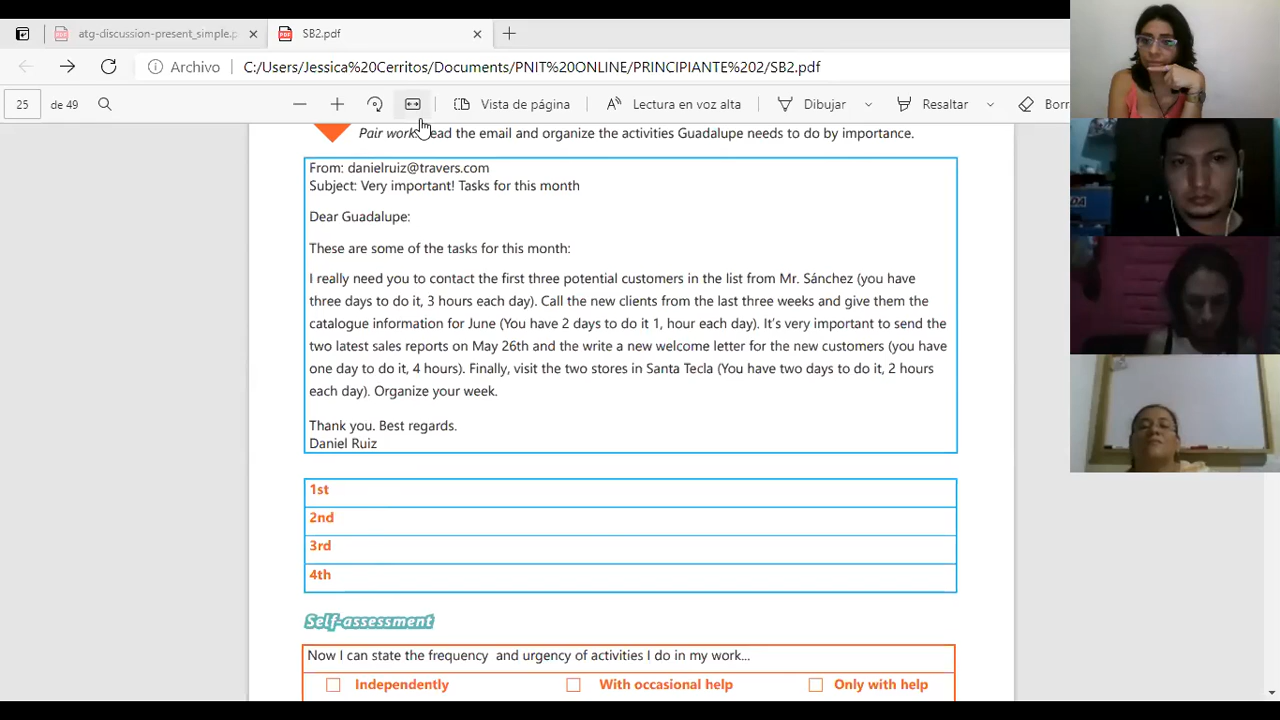 atg-discussion-present_simple.p
SB2.pdf
Archivo
C:/Users/Jessica%20Cerritos/Documents/PNIT%20ONLINE/PRINCIPIANTE%202/SB2.pdf
25 de 49
Vista de página
Lectura en voz alta
Dibujar
Resaltar
Borr
Pair work. ead the email and organize the activities Guadalupe needs to do by importance.
From: danielruiz@travers.com
Subject: Very important! Tasks for this month
Dear Guadalupe:
These are some of the tasks for this month:
I really need you to contact the first three potential customers in the list from Mr. Sánchez (you have
three days to do it, 3 hours each day). Call the new clients from the last three weeks and give them the
catalogue information for June (You have 2 days to do it 1, hour each day). It's very important to send the
two latest sales reports on May 26th and the write a new welcome letter for the new customers (you have
one day to do it, 4 hours). Finally, visit the two stores in Santa Tecla (You have two days to do it, 2 hours
each day). Organize your week.
Thank you. Best regards.
Daniel Ruiz
1st
2nd
3rd
4th
Self-assessment
Now I can state the frequency and urgency of activities I do in my work...
Independently
With occasional help
Only with help